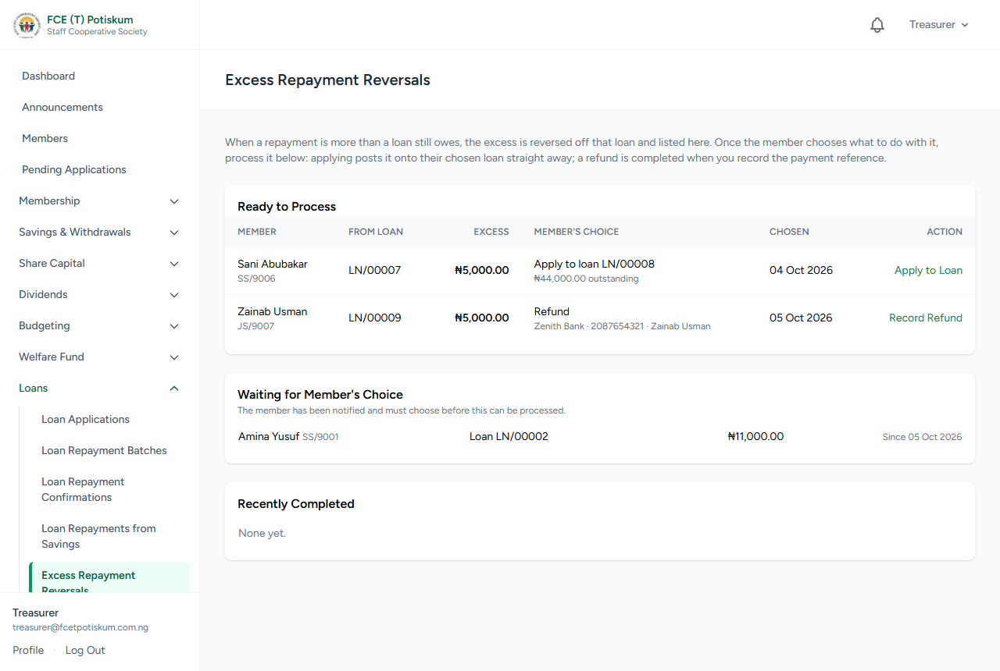 FCE (T) Potiskum
Staff Cooperative Society
Treasurer
Dashboard
Announcements
Members
Pending Applications
Membership
Savings & Withdrawals
Share Capital
Dividends
Budgeting
Welfare Fund
Loans
Loan Applications
Loan Repayment Batches
Loan Repayment
Confirmations
Loan Repayments from
Savings
Excess Repayment
Reversals
Treasurer
treasurer@fcetpotiskum.com.ng
Profile · Log Out
Excess Repayment Reversals
When a repayment is more than a loan still owes, the excess is reversed off that loan and listed here. Once the member chooses what to do with it,
process it below: applying posts it onto their chosen loan straight away; a refund is completed when you record the payment reference.
Ready to Process
MEMBER FROM LOAN EXCESS MEMBER'S CHOICE CHOSEN ACTION
Sani Abubakar LN/00007 ₦5,000.00 Apply to loan LN/00008 04 Oct 2026 Apply to Loan
SS/9006 ₦44,000.00 outstanding
Zainab Usman LN/00009 ₦5,000.00 Refund 05 Oct 2026 Record Refund
JS/9007 Zenith Bank · 2087654321 · Zainab Usman
Waiting for Member's Choice
The member has been notified and must choose before this can be processed.
Amina Yusuf SS/9001 Loan LN/00002 ₦11,000.00 Since 05 Oct 2026
Recently Completed
None yet.